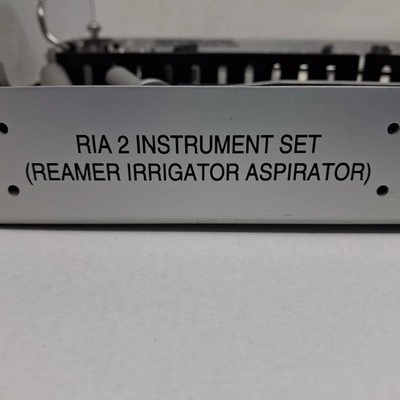 RIA 2 INSTRUMENT SET
(REAMER IRRIGATOR ASPIRATOR)